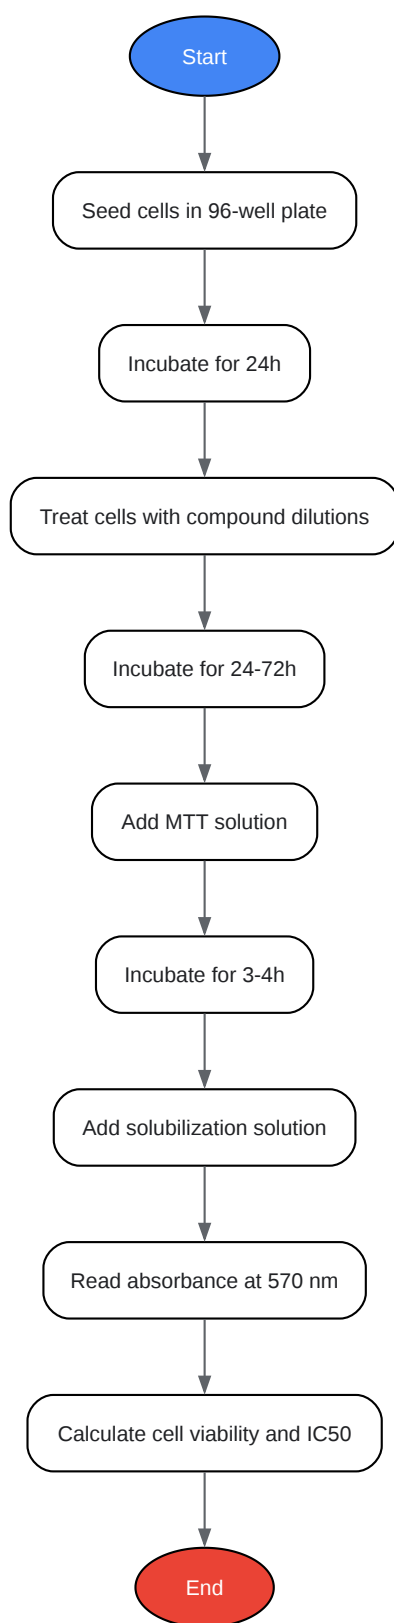 Start
Seed cells in 96-well plate
Incubate for 24h
Treat cells with compound dilutions
Incubate for 24-72h
Add MTT solution
Incubate for 3-4h
Add solubilization solution
Read absorbance at 570 nm
Calculate cell viability and IC50
End